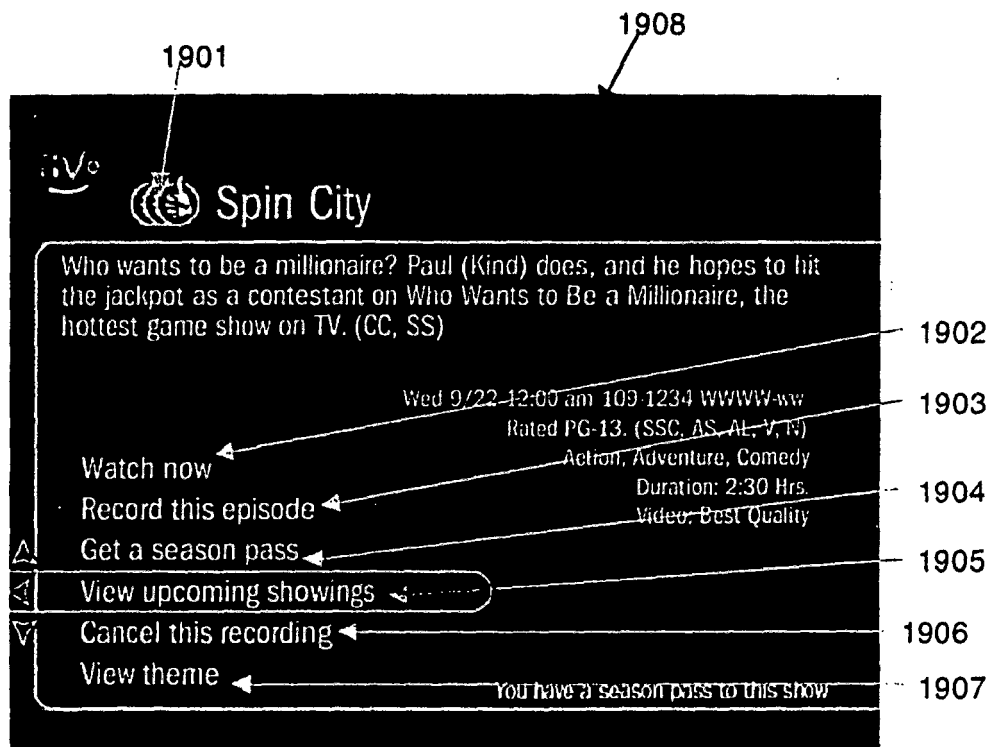 1908
1901
TiVo
Spin City
Who wants to be a millionaire? Paul (Kind) does, and he hopes to hit
the jackpot as a contestant on Who Wants to Be a Millionaire, the
hottest game show on TV. (CC, SS)
1902
Wed 9/22 12:00 am 109-1234 WWWW-ww
1903
Rated PG-13. (SSC, AS, AL, V, N)
Action, Adventure, Comedy
Watch now
Duration: 2:30 Hrs.
1904
Record this episode
Video: Best Quality
Get a season pass
1905
View upcoming showings
Cancel this recording
1906
View theme
You have a season pass to this show
1907